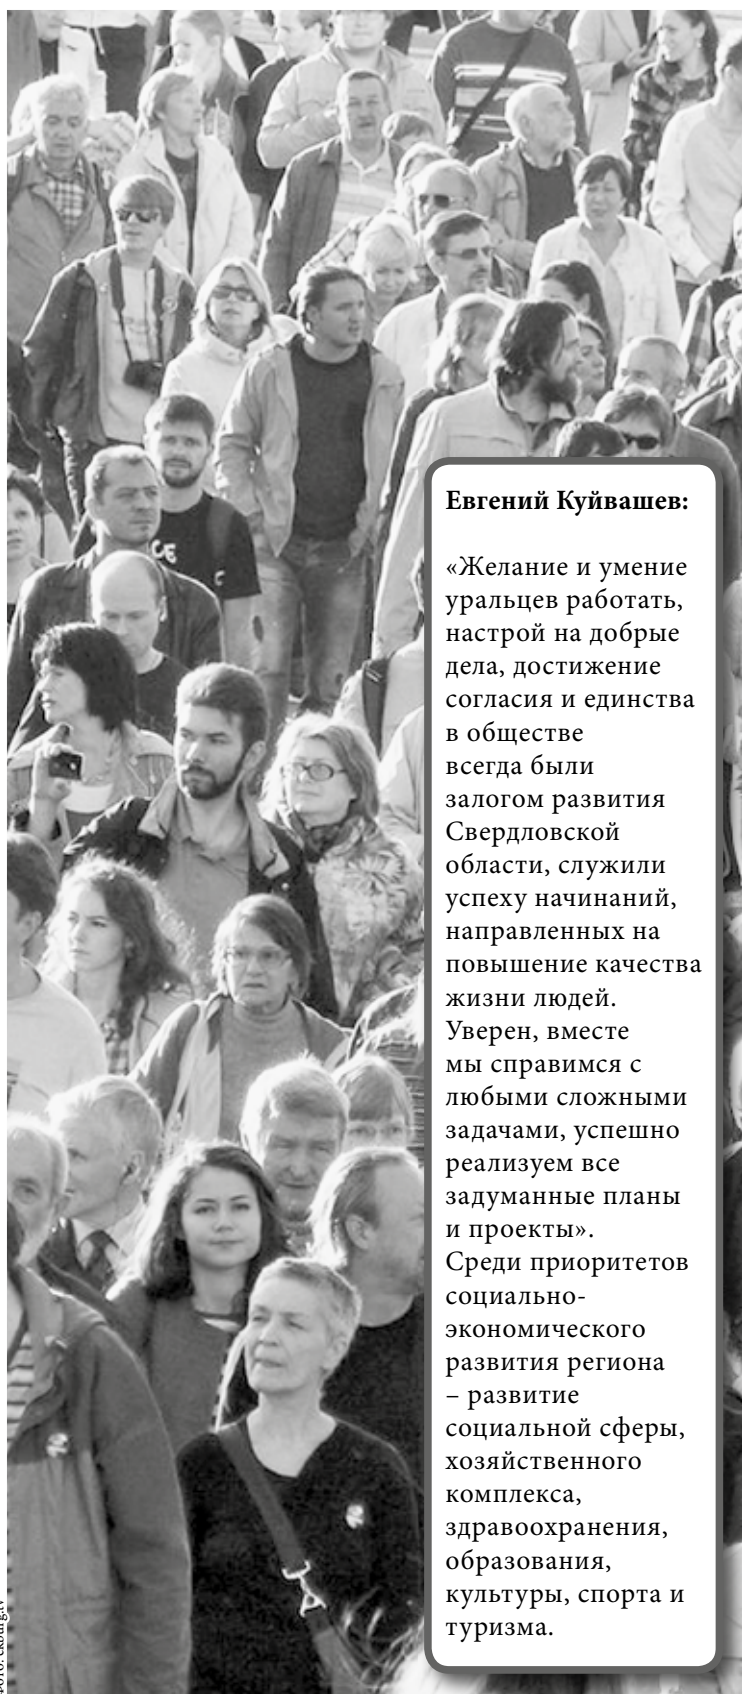 Евгений Куйвашев:
«Желание и умение
уральцев работать,
настрой на добрые
дела, достижение
согласия и единства
в обществе
всегда были
залогом развития
Свердловской
области, служили
успеху начинаний,
направленных на
повышение качества
жизни людей.
Уверен, вместе
мы справимся с
любыми сложными
задачами, успешно
реализуем все
задуманные планы
и проекты».
Среди приоритетов
социально-
экономического
развития региона
– развитие
социальной сферы,
хозяйственного
комплекса,
здравоохранения,
образования,
культуры, спорта и
туризма.